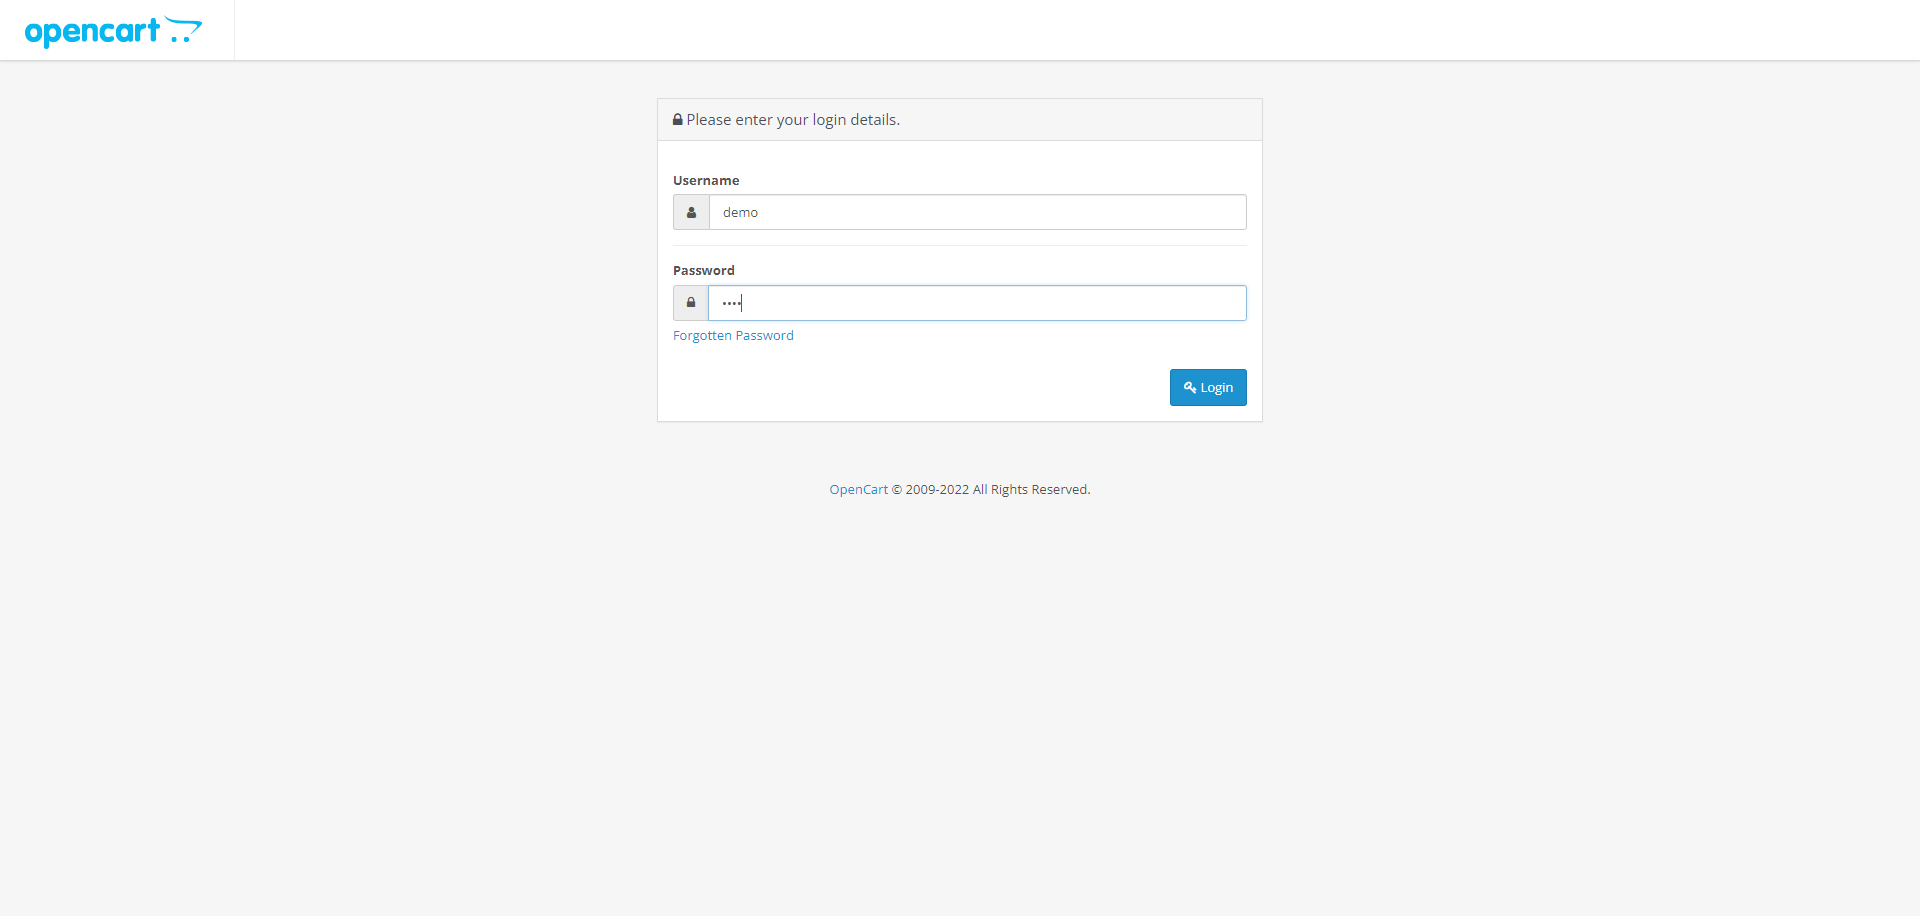 opencart
Please enter your login details.
Username
demo
Password
••••
Forgotten Password
Login
OpenCart © 2009-2022 All Rights Reserved.